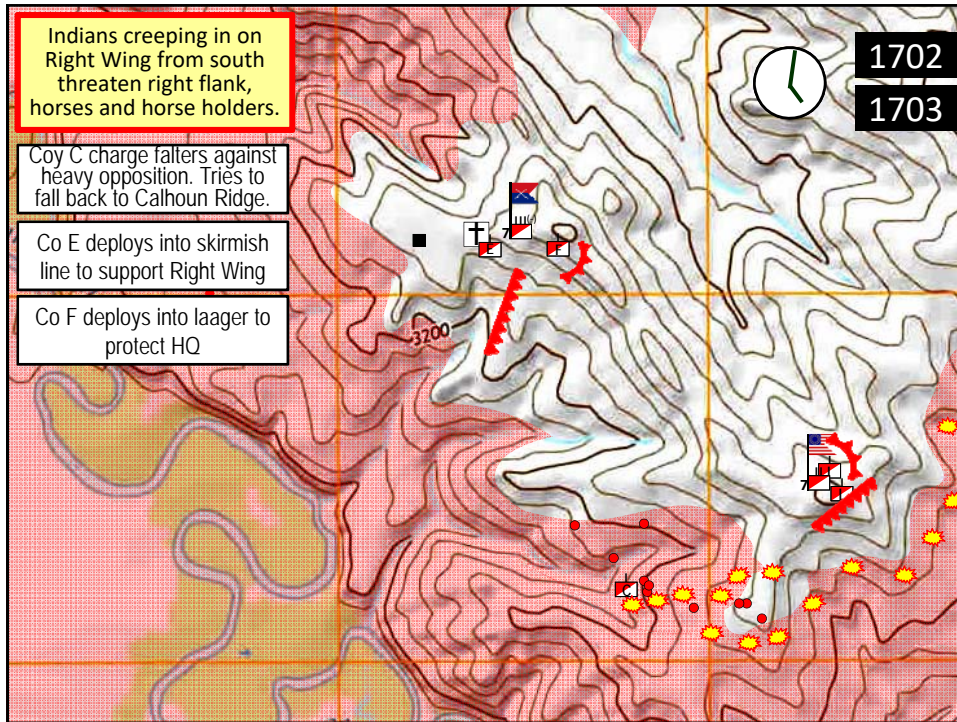 Indians creeping in on
Right Wing from south
threaten right flank,
horses and horse holders.
1702
1703
Coy C charge falters against
heavy opposition. Tries to
fall back to Calhoun Ridge.
Co E deploys into skirmish
line to support Right Wing
Co F deploys into laager to
protect HQ
7
E
F
3200
7
C